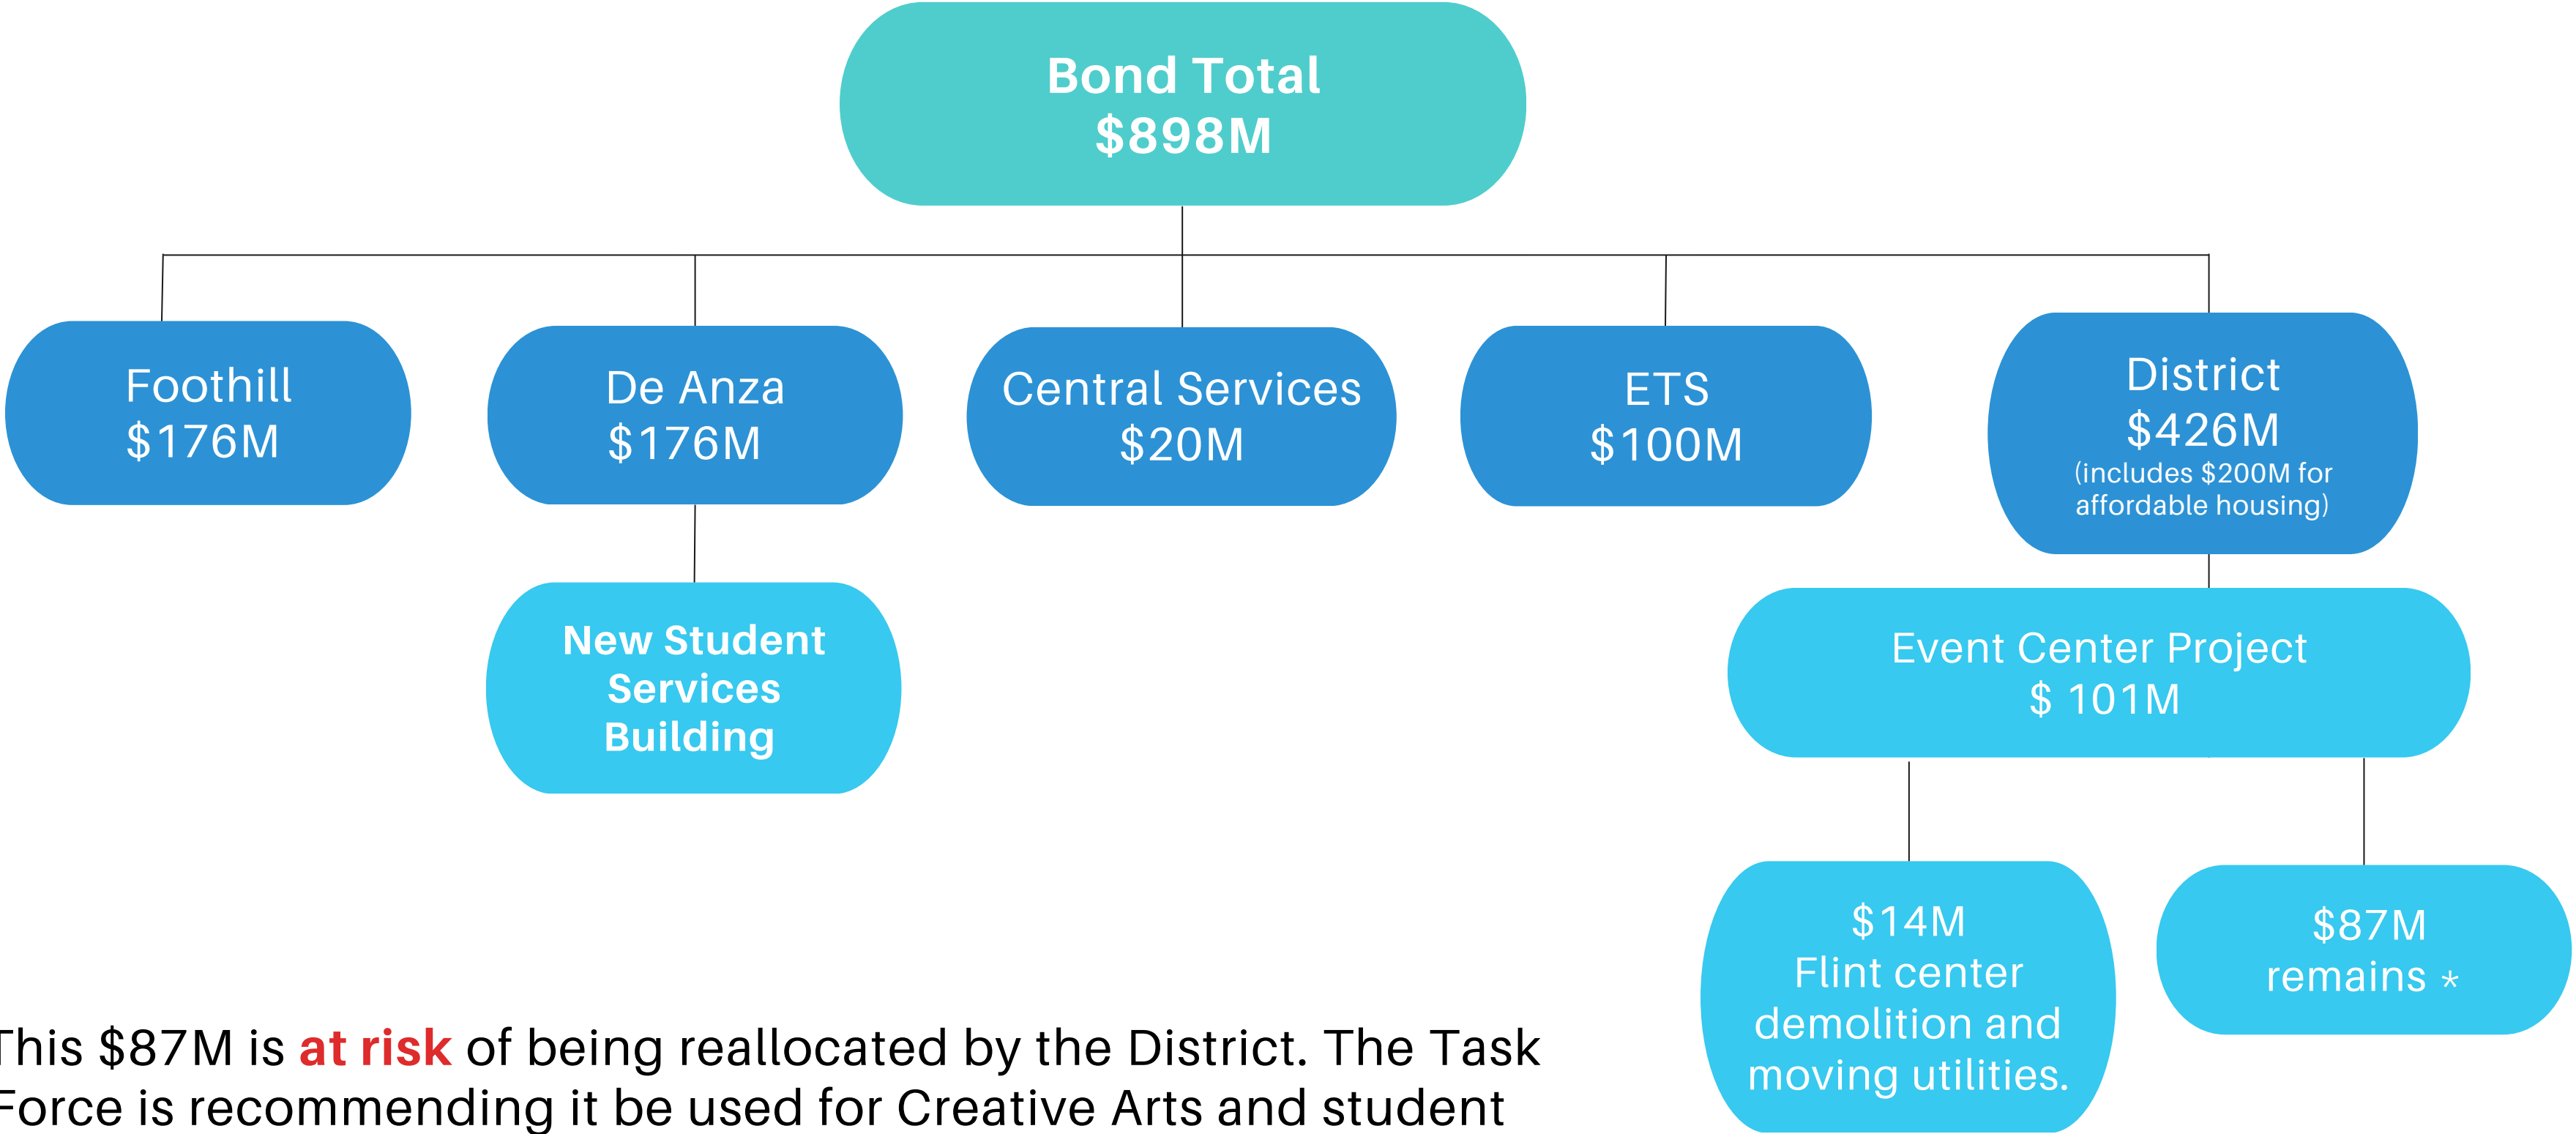 Bond Total
$898M
Foothill
$176M
De Anza
$176M
Central Services
$20M
ETS
$100M
District
$426M
(includes $200M for
affordable housing)
New Student
Services
Building
Event Center Project
$ 101M
$14M
Flint center
demolition and
moving utilities.
$87M
remains *
This $87M is at risk of being reallocated by the District. The Task
Force is recommending it be used for Creative Arts and student